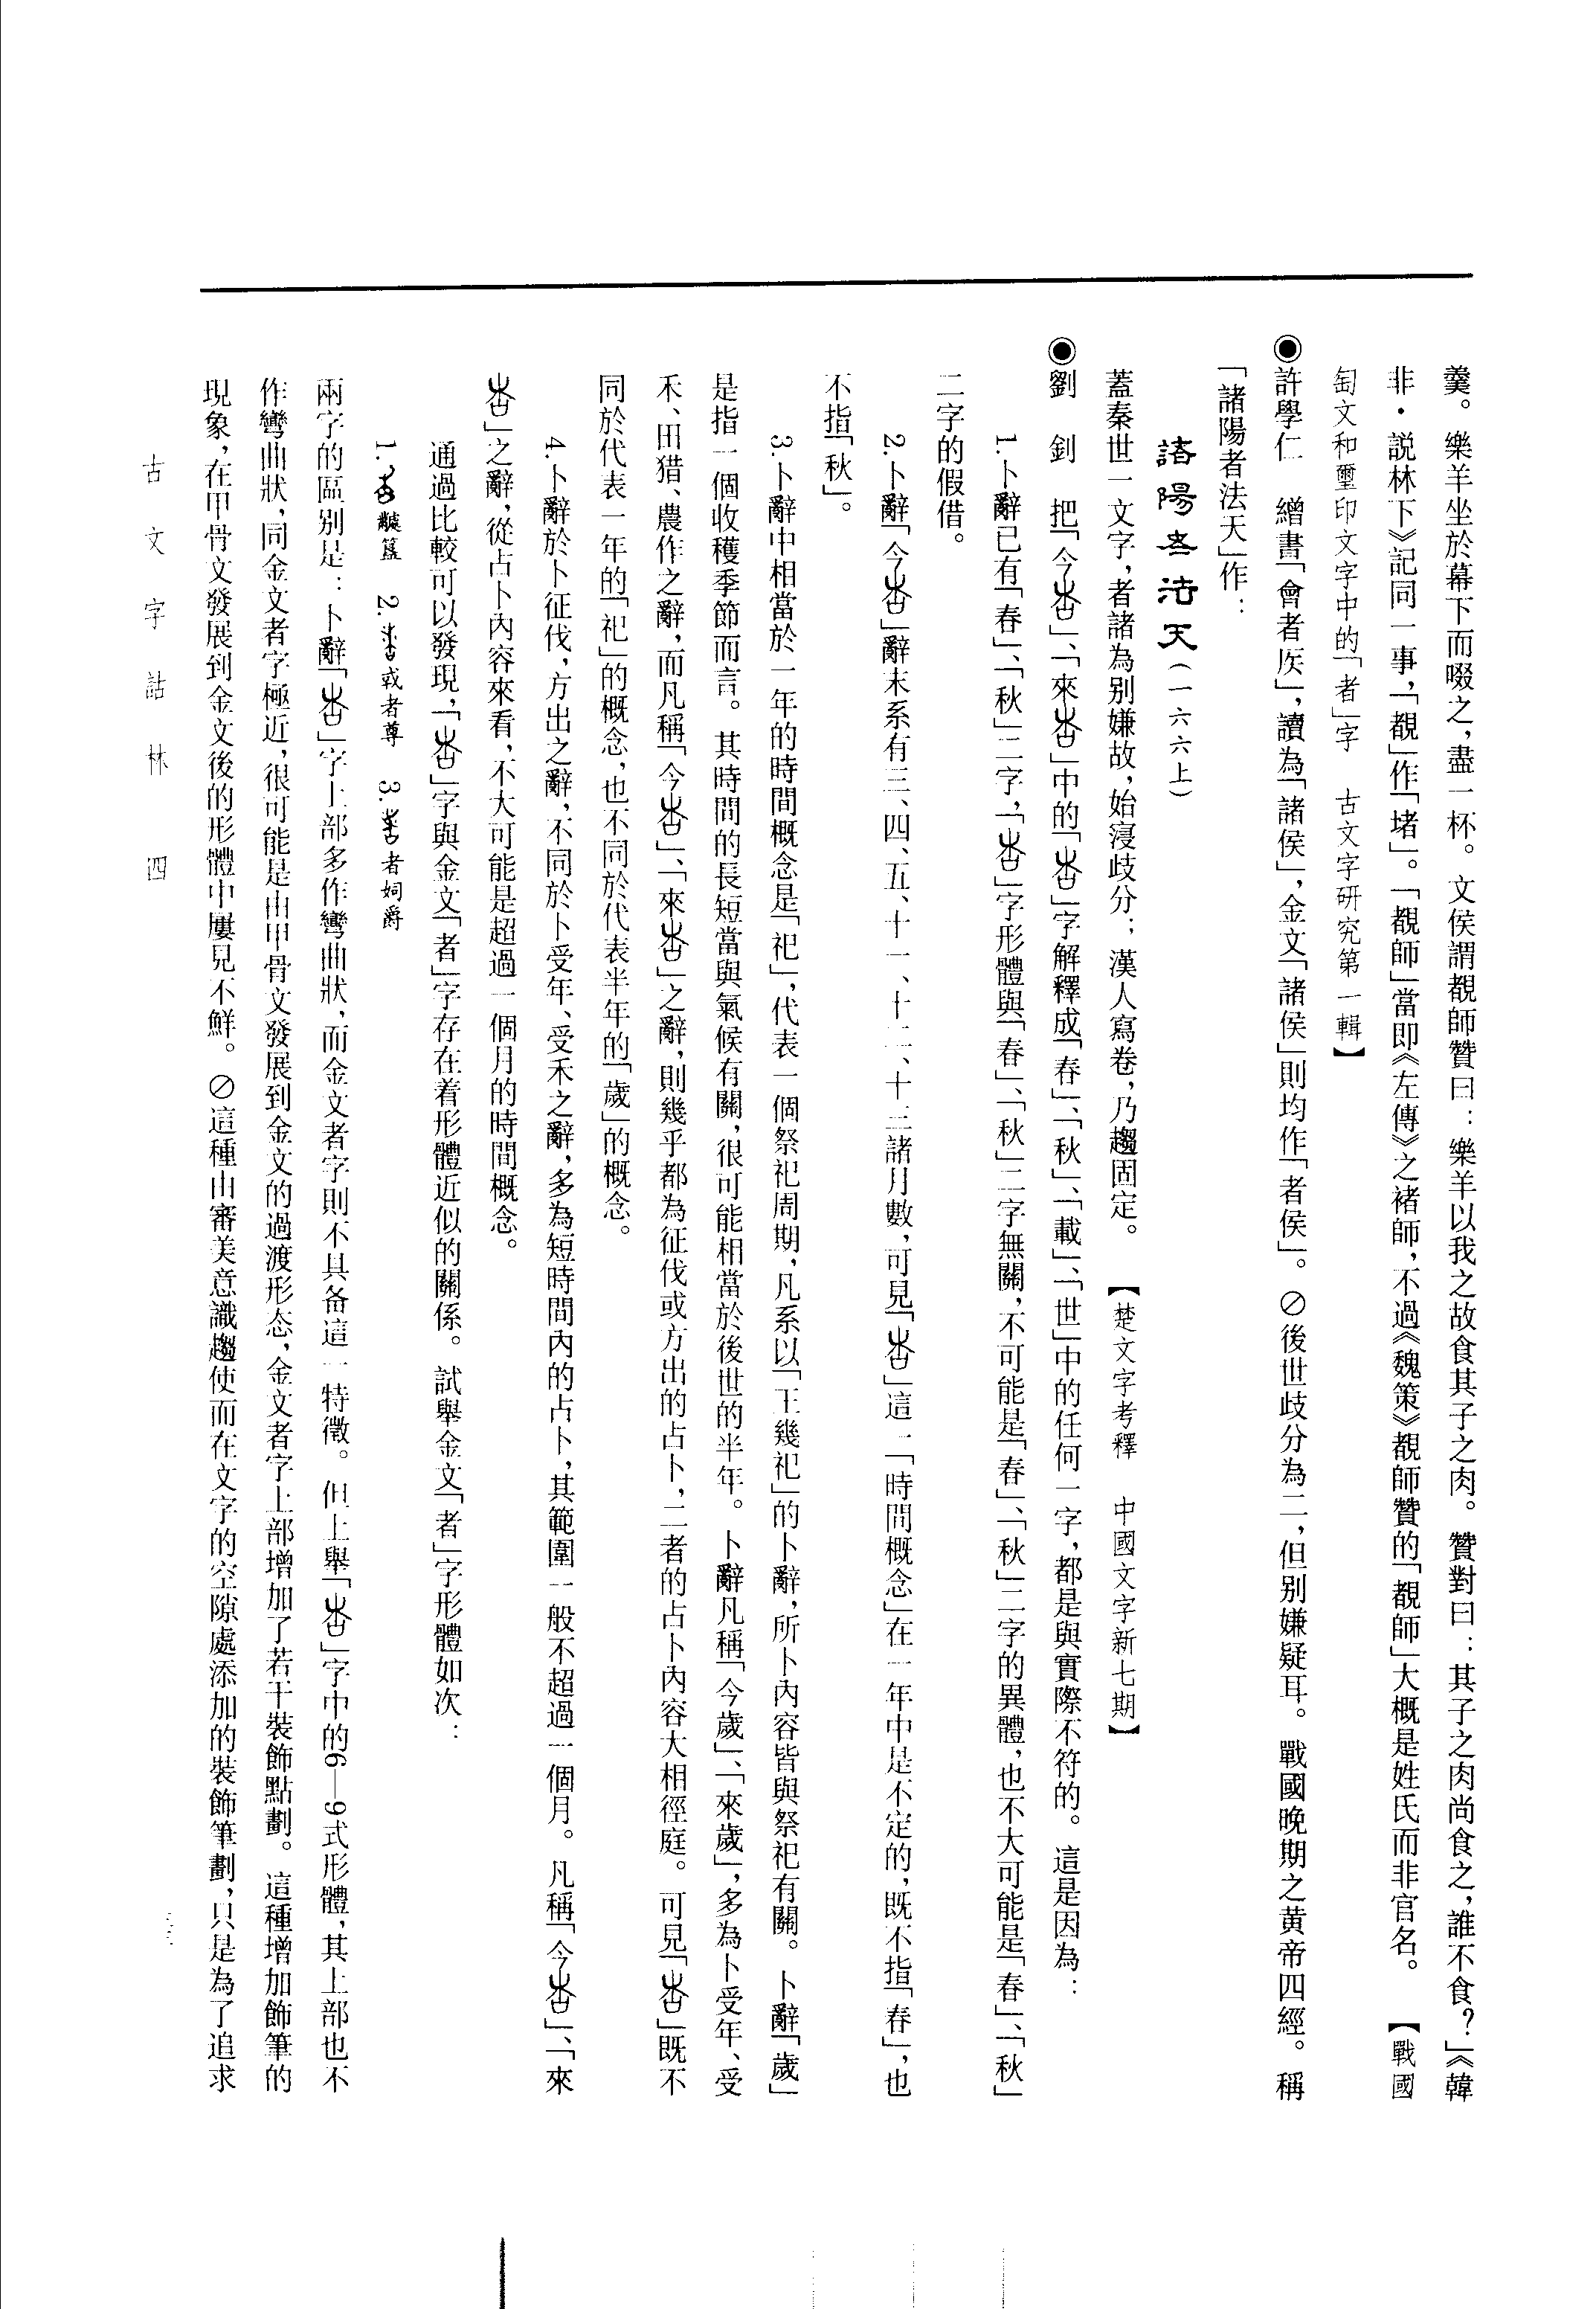 羹。樂羊坐於幕下而啜之,盡一杯。文侯謂覩師贊曰:樂羊以我之故食其子之肉。贊對曰:其子之肉尚食之,誰不食?」《韓
非·説林下》記同一事,「覩」作「堵」。「覩師」當即《左傳》之褚師,不過《魏策》覩師贊的「覩師」大概是姓氏而非官名。【戰國
匋文和璽印文字中的「者」字 古文字研究第一輯】
◉許學仁 繒書「會者灰」,讀為「諸侯」,金文「諸侯」則均作「者侯」。⊘後世歧分為二,但别嫌疑耳。戰國晚期之黄帝四經。稱
「諸陽者法天」作:
諸陽者法天(一六六上)
蓋秦世一文字,者諸為别嫌故,始寖歧分;漢人寫卷,乃趨固定。【楚文字考釋 中國文字新七期】
◉劉 釗 把「今」、「來」中的「」字解釋成「春」、「秋」、「載」、「世」中的任何一字,都是與實際不符的。這是因為:
1.卜辭已有「春」、「秋」二字,「」字形體與「春」、「秋」二字無關,不可能是「春」、「秋」二字的異體,也不大可能是「春」、「秋」
二字的假借。
2.卜辭「今」辭末系有三、四、五、十一、十二、十三諸月數,可見「」這一「時間概念」在一年中是不定的,既不指「春」,也
不指「秋」。
3.卜辭中相當於一年的時間概念是「祀」,代表一個祭祀周期,凡系以「王幾祀」的卜辭,所卜內容皆與祭祀有關。卜辭「歲」
是指一個收穫季節而言。其時間的長短當與氣候有關,很可能相當於後世的半年。卜辭凡稱「今歲」、「來歲」,多為卜受年、受
禾、田猎、農作之辭,而凡稱「今」、「來」之辭,則幾乎都為征伐或方出的占卜,二者的占卜內容大相徑庭。可見「」既不
同於代表一年的「祀」的概念,也不同於代表半年的「歲」的概念。
4.卜辭於卜征伐,方出之辭,不同於卜受年、受禾之辭,多為短時間內的占卜,其範圍一般不超過一個月。凡稱「今」、「來
」之辭,從占卜內容來看,不大可能是超過一個月的時間概念。
通過比較可以發現,「」字與金文「者」字存在着形體近似的關係。試舉金文「者」字形體如次:
1.簋 2.或者尊 3.者姛爵
兩字的區别是:卜辭「」字上部多作彎曲狀,而金文者字則不具备這一特徵。但上舉「」字中的6—9式形體,其上部也不
作彎曲狀,同金文者字極近,很可能是由甲骨文發展到金文的過渡形态,金文者字上部增加了若干裝飾點劃。這種增加飾筆的
現象,在甲骨文發展到金文後的形體中屢見不鮮。⊘這種由審美意識趨使而在文字的空隙處添加的裝飾筆劃,只是為了追求
古文字詁林 四